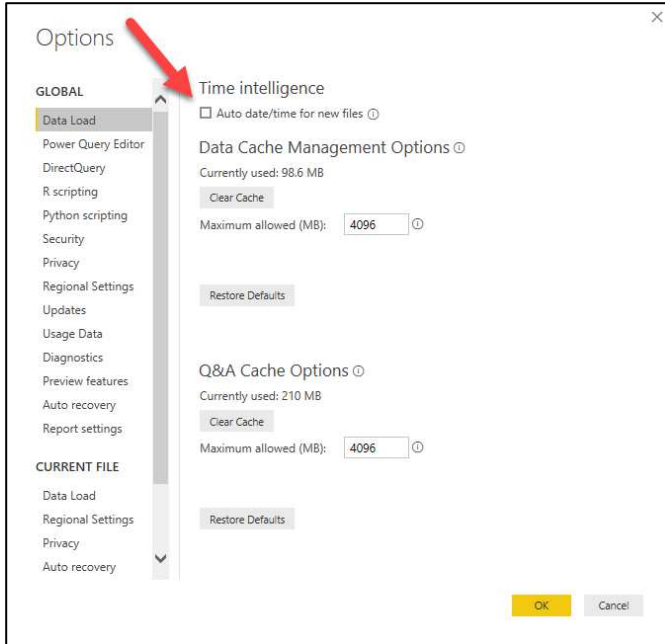 Options
GLOBAL
Data Load
Power Query Editor
DirectQuery
R scripting
Python scripting
Security
Privacy
Regional Settings
Updates
Usage Data
Diagnostics
Preview features
Auto recovery
Report settings
CURRENT FILE
Data Load
Regional Settings
Privacy
Auto recovery
Time intelligence
Auto date/time for new files
Data Cache Management Options
Currently used: 98.6 MB
Clear Cache
Maximum allowed (MB): 4096
Restore Defaults
Q&A Cache Options
Currently used: 210 MB
Clear Cache
Maximum allowed (MB): 4096
Restore Defaults
OK Cancel